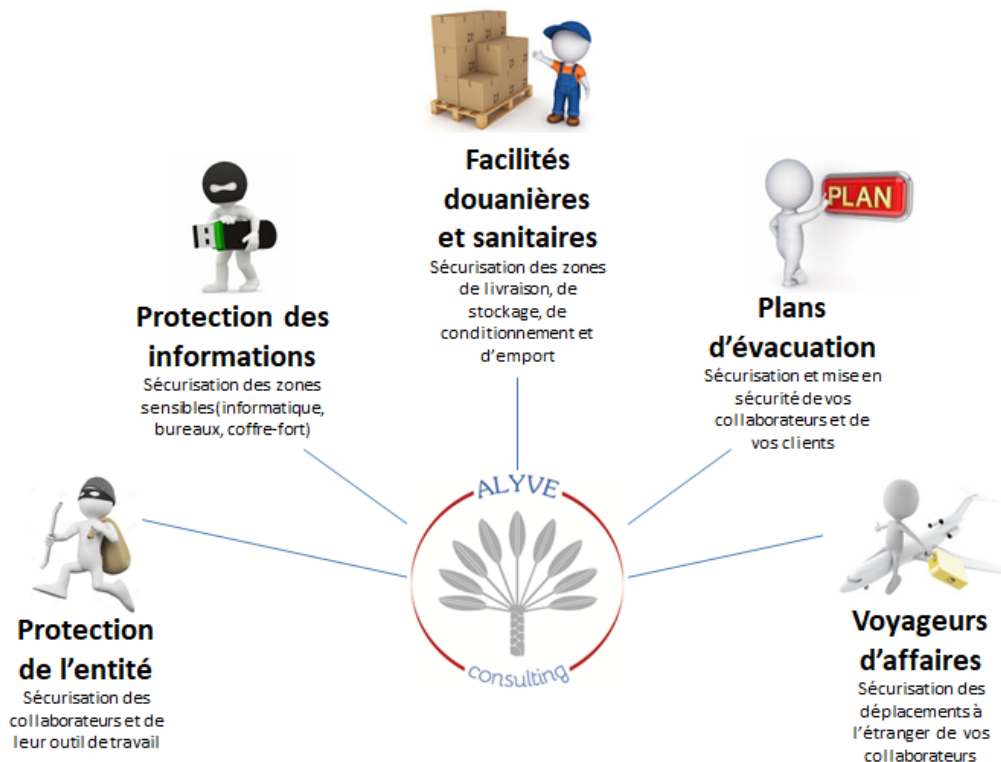 Facilités
douanières
et sanitaires
Sécurisation des zones
de livraison, de
stockage, de
conditionnement et
d'emport
Protection des
informations
Sécurisation des zones
sensibles (informatique,
bureaux, coffre-fort)
PLAN
Plans
d'évacuation
Sécurisation et mise en
sécurité de vos
collaborateurs et de
vos clients
Protection
de l'entité
Sécurisation des
collaborateurs et de
leur outil de travail
ALYVE
consulting
Voyageurs
d'affaires
Sécurisation des
déplacements à
l'étranger de vos
collaborateurs